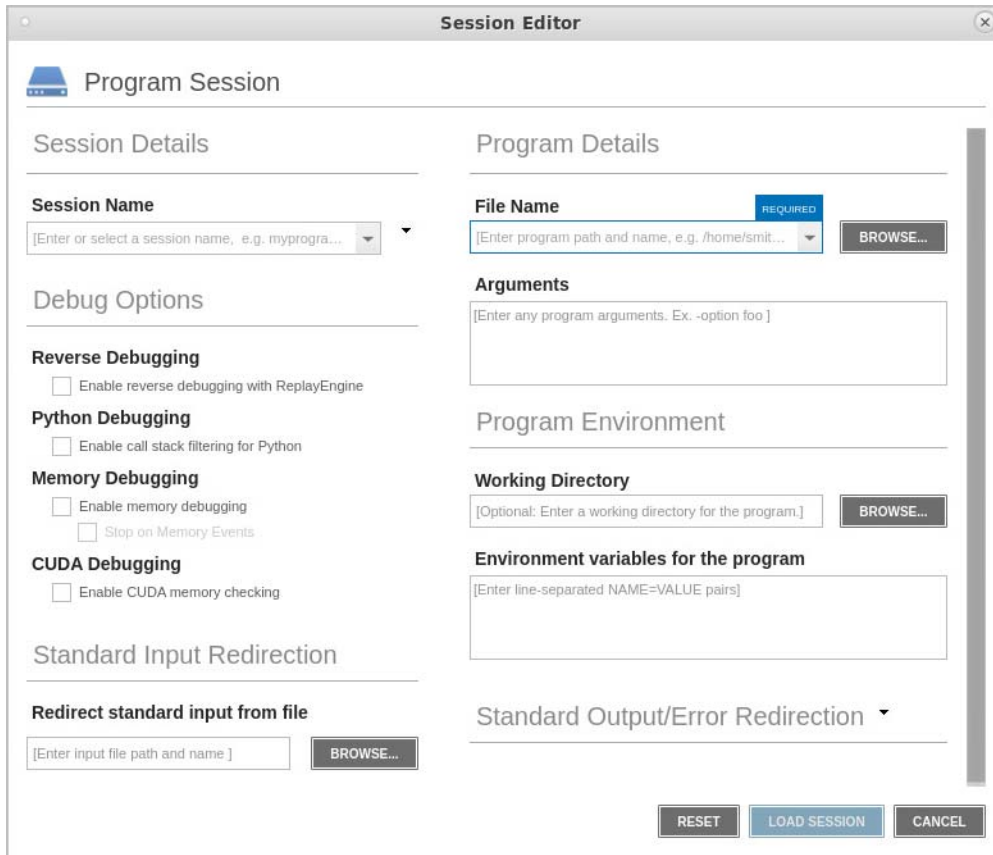 Session Editor
Program Session
Session Details
Session Name
[Enter or select a session name,  e.g. myprogra...
Debug Options
Reverse Debugging
Enable reverse debugging with ReplayEngine
Python Debugging
Enable call stack filtering for Python
Memory Debugging
Enable memory debugging
Stop on Memory Events
CUDA Debugging
Enable CUDA memory checking
Standard Input Redirection
Redirect standard input from file
[Enter input file path and name ]
BROWSE...
Program Details
File Name
REQUIRED
[Enter program path and name, e.g. /home/smit...
BROWSE...
Arguments
[Enter any program arguments. Ex. -option foo ]
Program Environment
Working Directory
[Optional: Enter a working directory for the program.]
BROWSE...
Environment variables for the program
[Enter line-separated NAME=VALUE pairs]
Standard Output/Error Redirection
RESET
LOAD SESSION
CANCEL